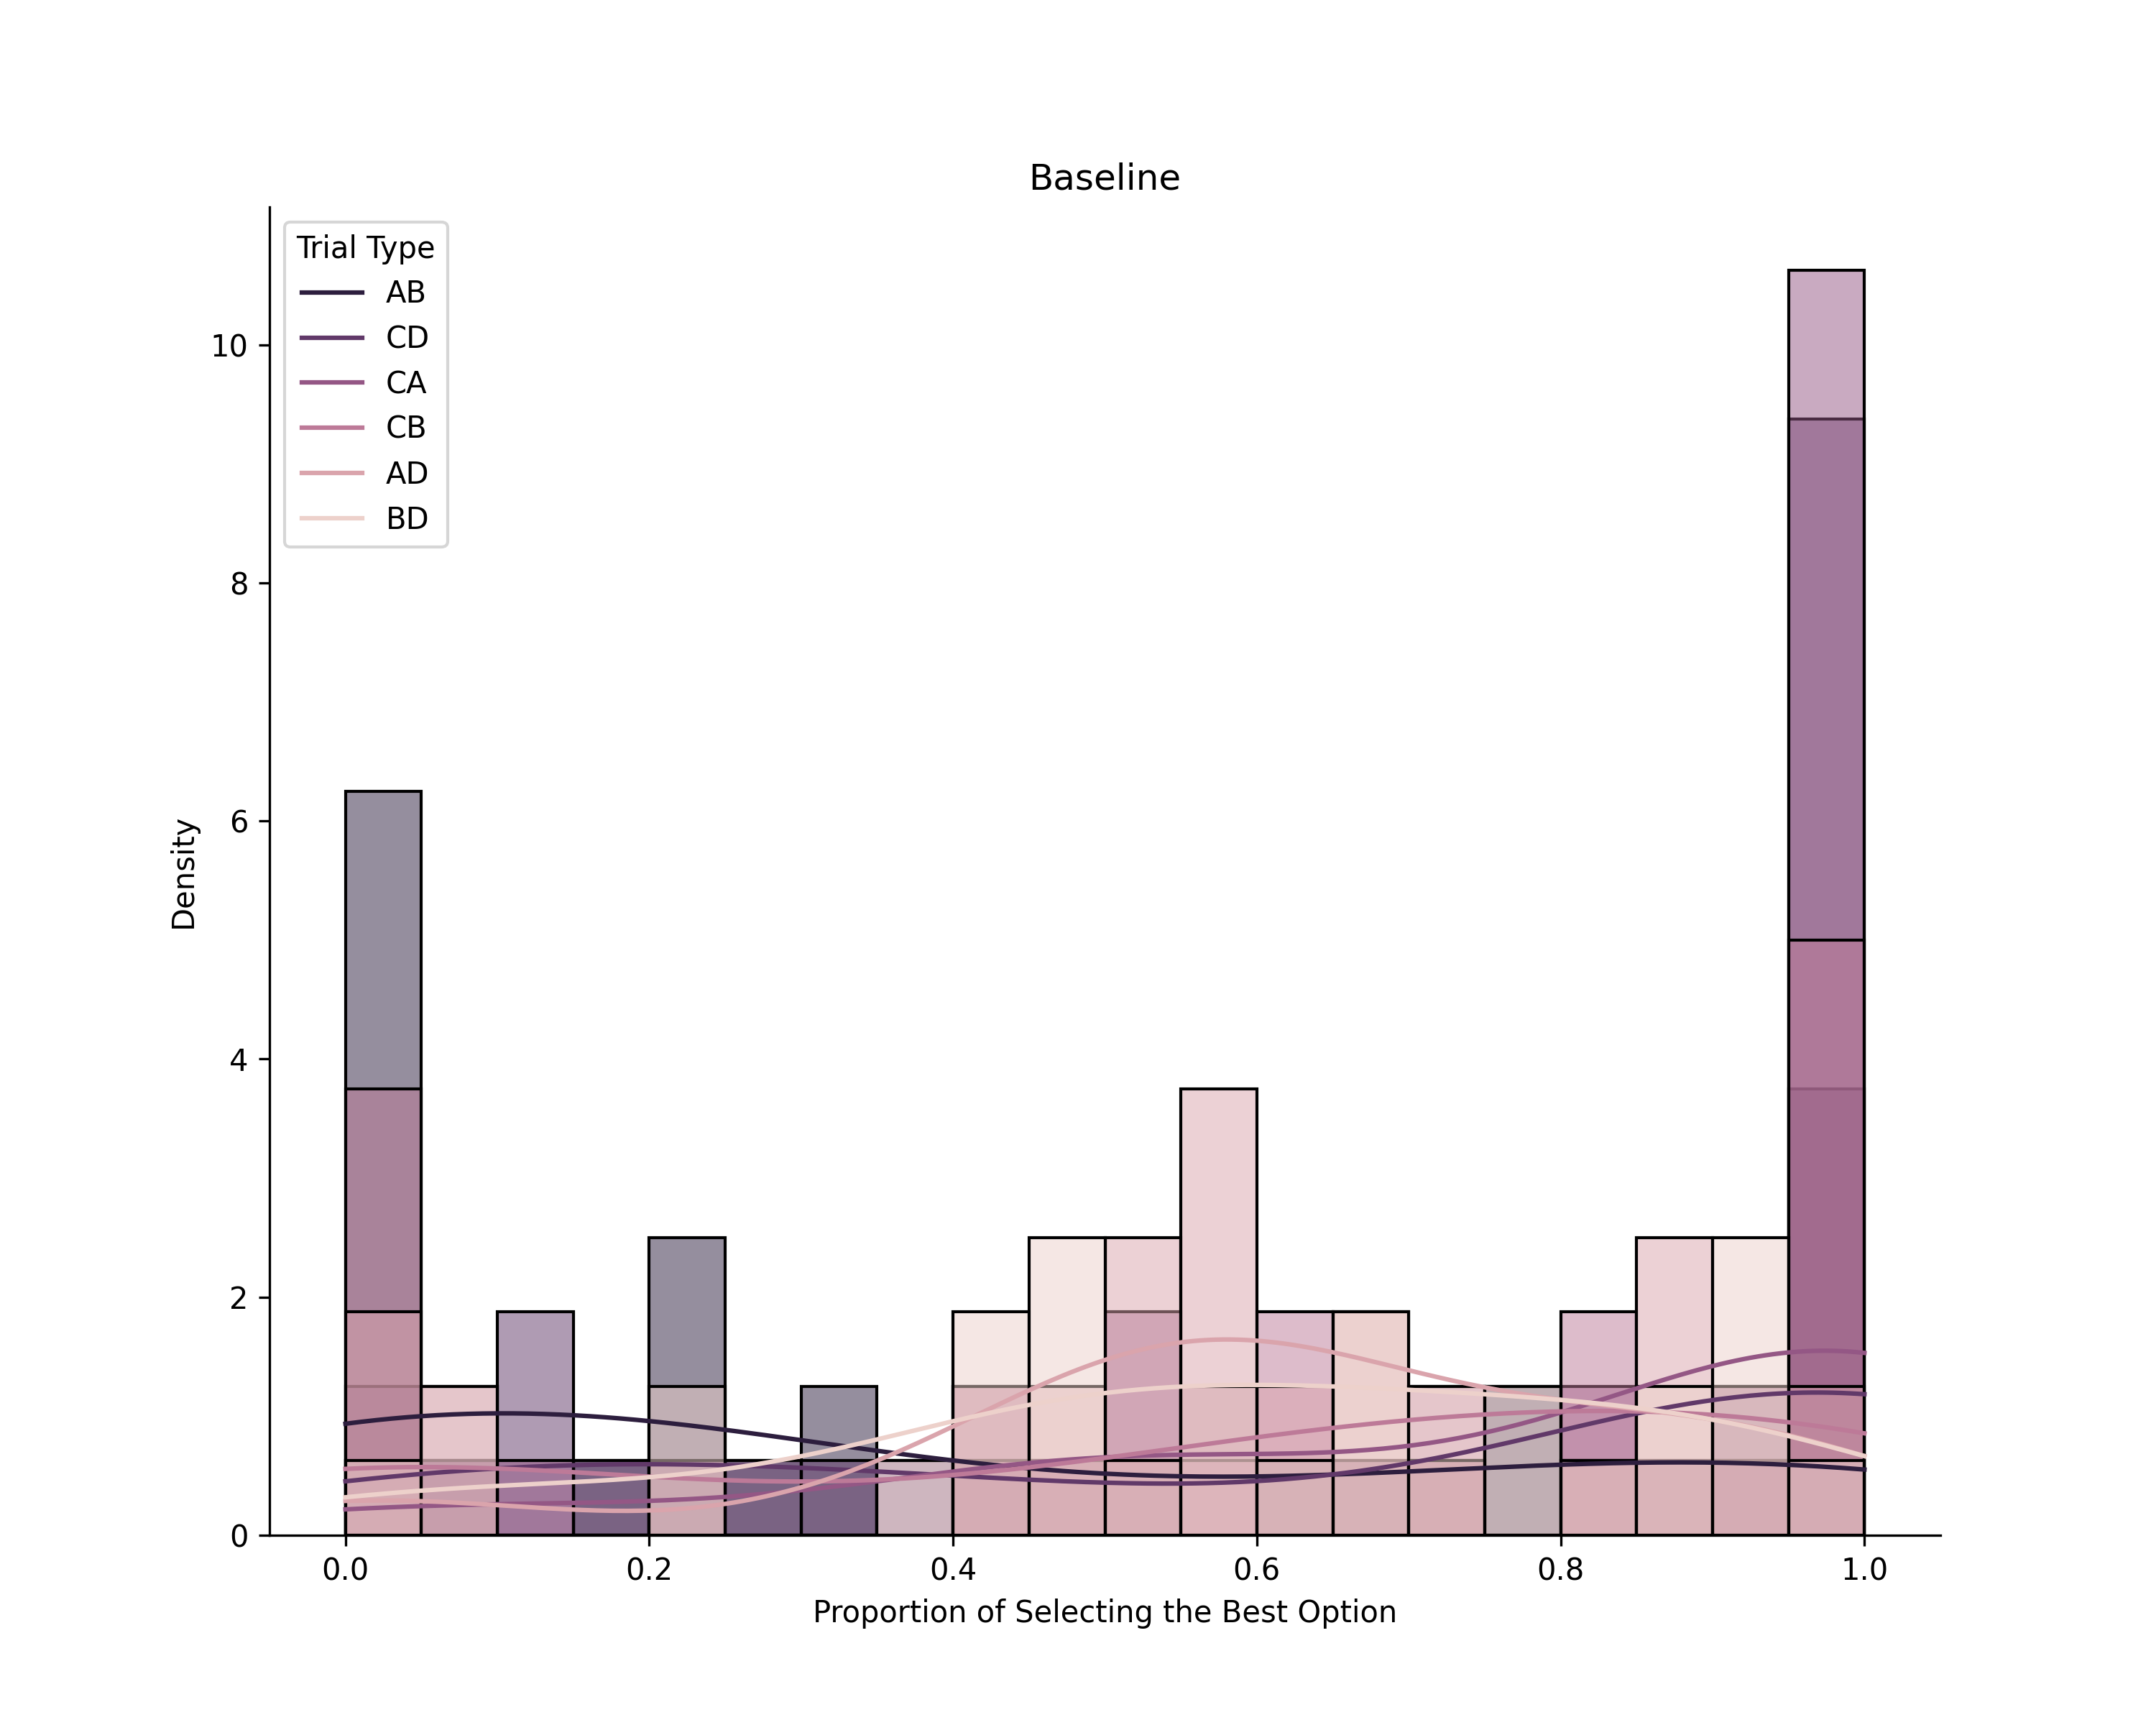 Baseline
Trial Type
AB
CD
CA
CB
AD
BD
10
8
6
4
2
0
Density
0.0 0.2 0.4 0.6 0.8 1.0
Proportion of Selecting the Best Option